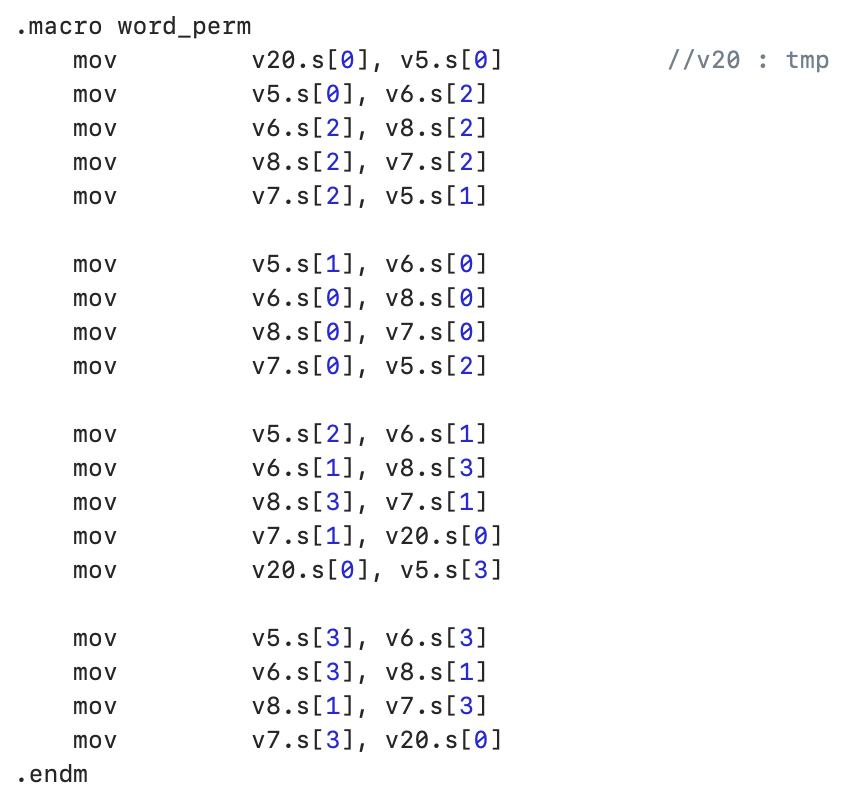 .macro word_perm
    mov         v20.s[0], v5.s[0]           //v20 : tmp
    mov         v5.s[0], v6.s[2]
    mov         v6.s[2], v8.s[2]
    mov         v8.s[2], v7.s[2]
    mov         v7.s[2], v5.s[1]

    mov         v5.s[1], v6.s[0]
    mov         v6.s[0], v8.s[0]
    mov         v8.s[0], v7.s[0]
    mov         v7.s[0], v5.s[2]

    mov         v5.s[2], v6.s[1]
    mov         v6.s[1], v8.s[3]
    mov         v8.s[3], v7.s[1]
    mov         v7.s[1], v20.s[0]
    mov         v20.s[0], v5.s[3]

    mov         v5.s[3], v6.s[3]
    mov         v6.s[3], v8.s[1]
    mov         v8.s[1], v7.s[3]
    mov         v7.s[3], v20.s[0]
.endm